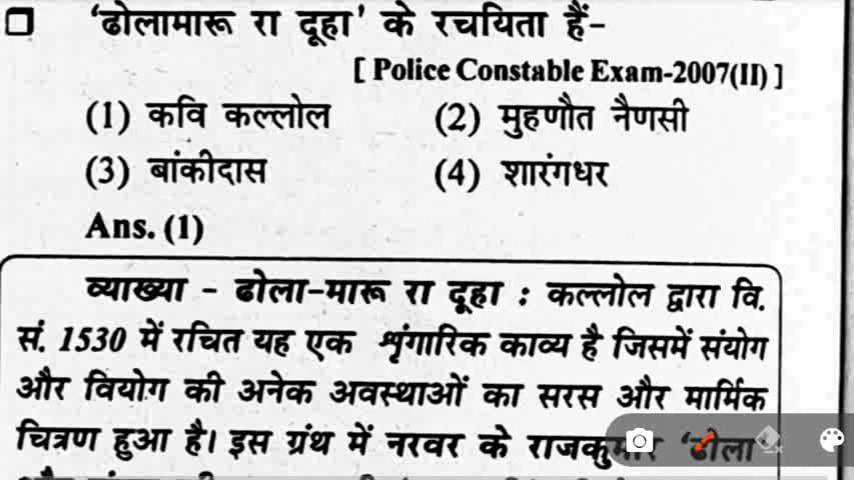 'ढोलामारू रा दूहा' के रचयिता हैं-
[ Police Constable Exam-2007(II) ]
(1) कवि कल्लोल (2) मुहणौत नैणसी
(3) बांकीदास (4) शारंगधर
Ans. (1)
व्याख्या - ढोला-मारू रा दूहा : कल्लोल द्वारा वि.
सं. 1530 में रचित यह एक शृंगारिक काव्य है जिसमें संयोग
और वियोग की अनेक अवस्थाओं का सरस और मार्मिक
चित्रण हुआ है। इस ग्रंथ में नरवर के राजकुमार 'ढोला'